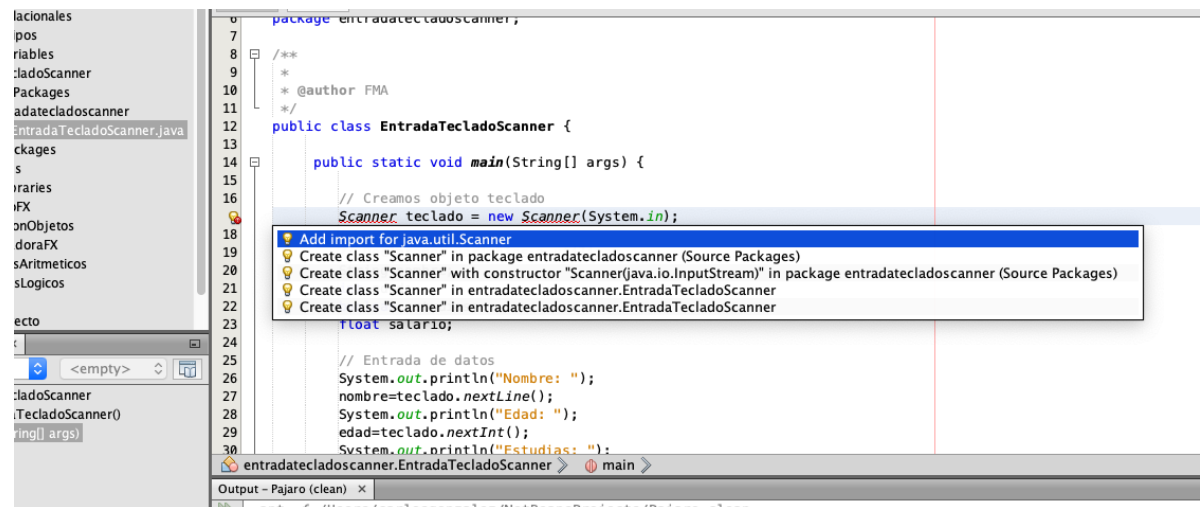 lacionales
ipos
riables
cladoScanner
Packages
adatecladoscanner
EntradaTecladoScanner.java
ckages
s
oraries
oFX
onObjetos
doraFX
sAritmeticos
sLogicos
ecto
<empty>
cladoScanner
aTecladoScanner()
ring[] args)
6 package entradatecladoscanner;
7
8 /**
9 *
10 * @author FMA
11 */
12 public class EntradaTecladoScanner {
13
14 public static void main(String[] args) {
15
16 // Creamos objeto teclado
Scanner teclado = new Scanner(System.in);
18
Add import for java.util.Scanner
19 Create class "Scanner" in package entradatecladoscanner (Source Packages)
20 Create class "Scanner" with constructor "Scanner(java.io.InputStream)" in package entradatecladoscanner (Source Packages)
21 Create class "Scanner" in entradatecladoscanner.EntradaTecladoScanner
22 Create class "Scanner" in entradatecladoscanner.EntradaTecladoScanner
23 float salario;
24
25 // Entrada de datos
26 System.out.println("Nombre: ");
27 nombre=teclado.nextLine();
28 System.out.println("Edad: ");
29 edad=teclado.nextInt();
30 System.out.println("Estudias: ");
entradatecladoscanner.EntradaTecladoScanner main
Output – Pajaro (clean) ×